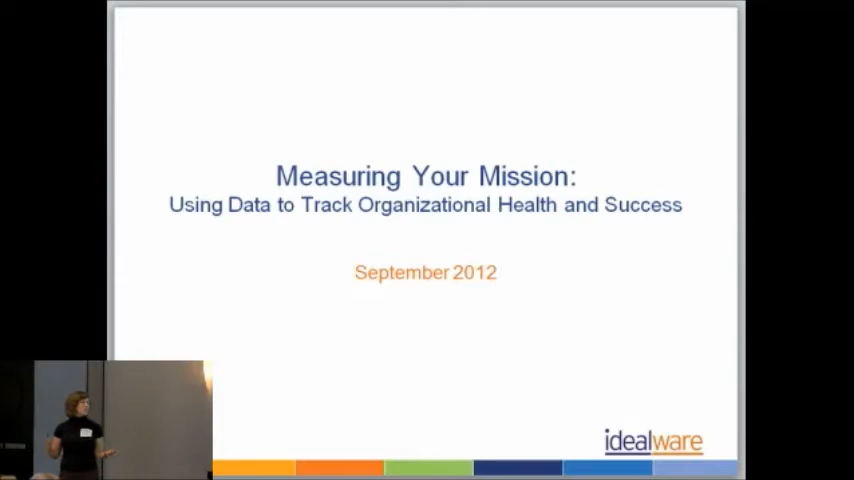 Measuring Your Mission:
Using Data to Track Organizational Health and Success
September 2012
idealware